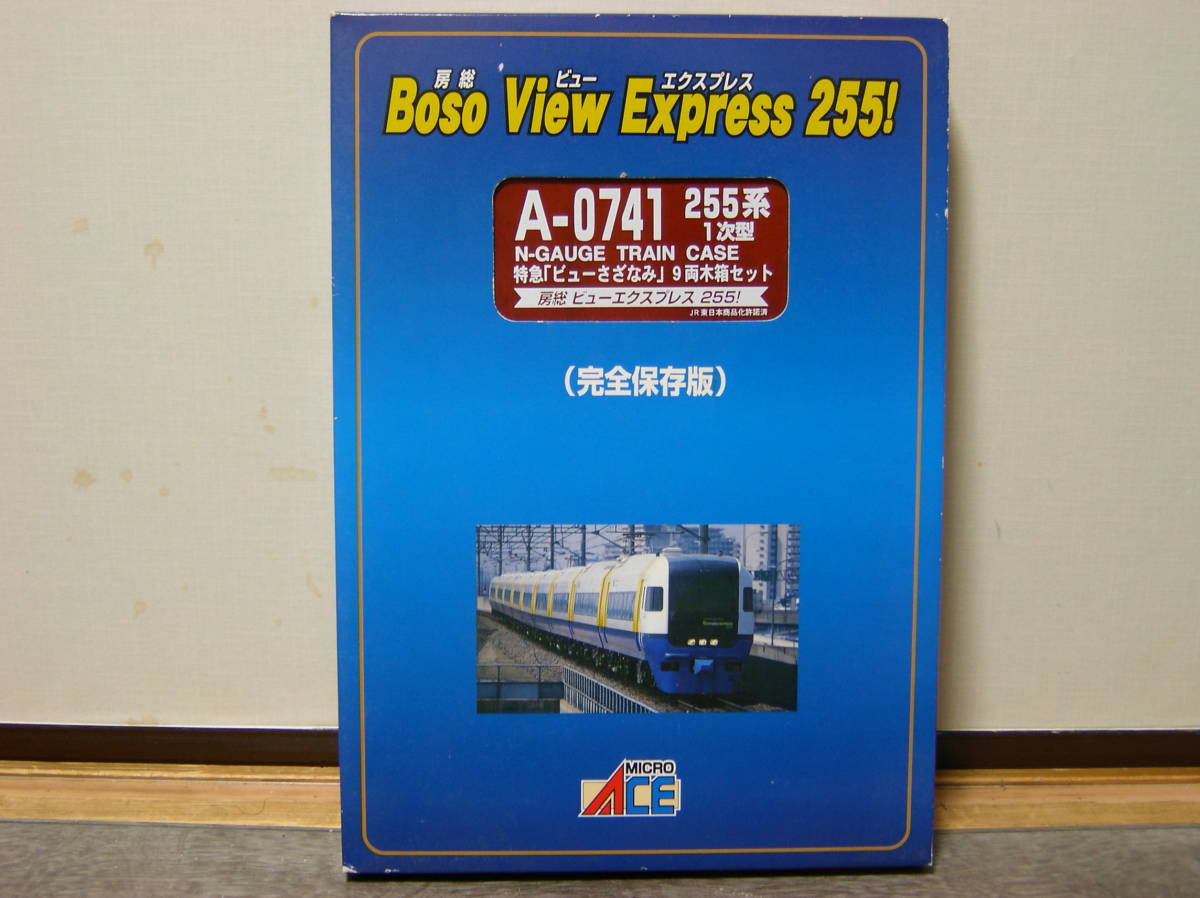 房総 ビュー エクスプレス
Boso View Express 255!
A-0741 255系
1次型
N-GAUGE TRAIN CASE
特急「ビューさざなみ」9両木箱セット
房総 ビューエクスプレス 255!
JR東日本商品化許諾済
(完全保存版)
MICRO
ACE